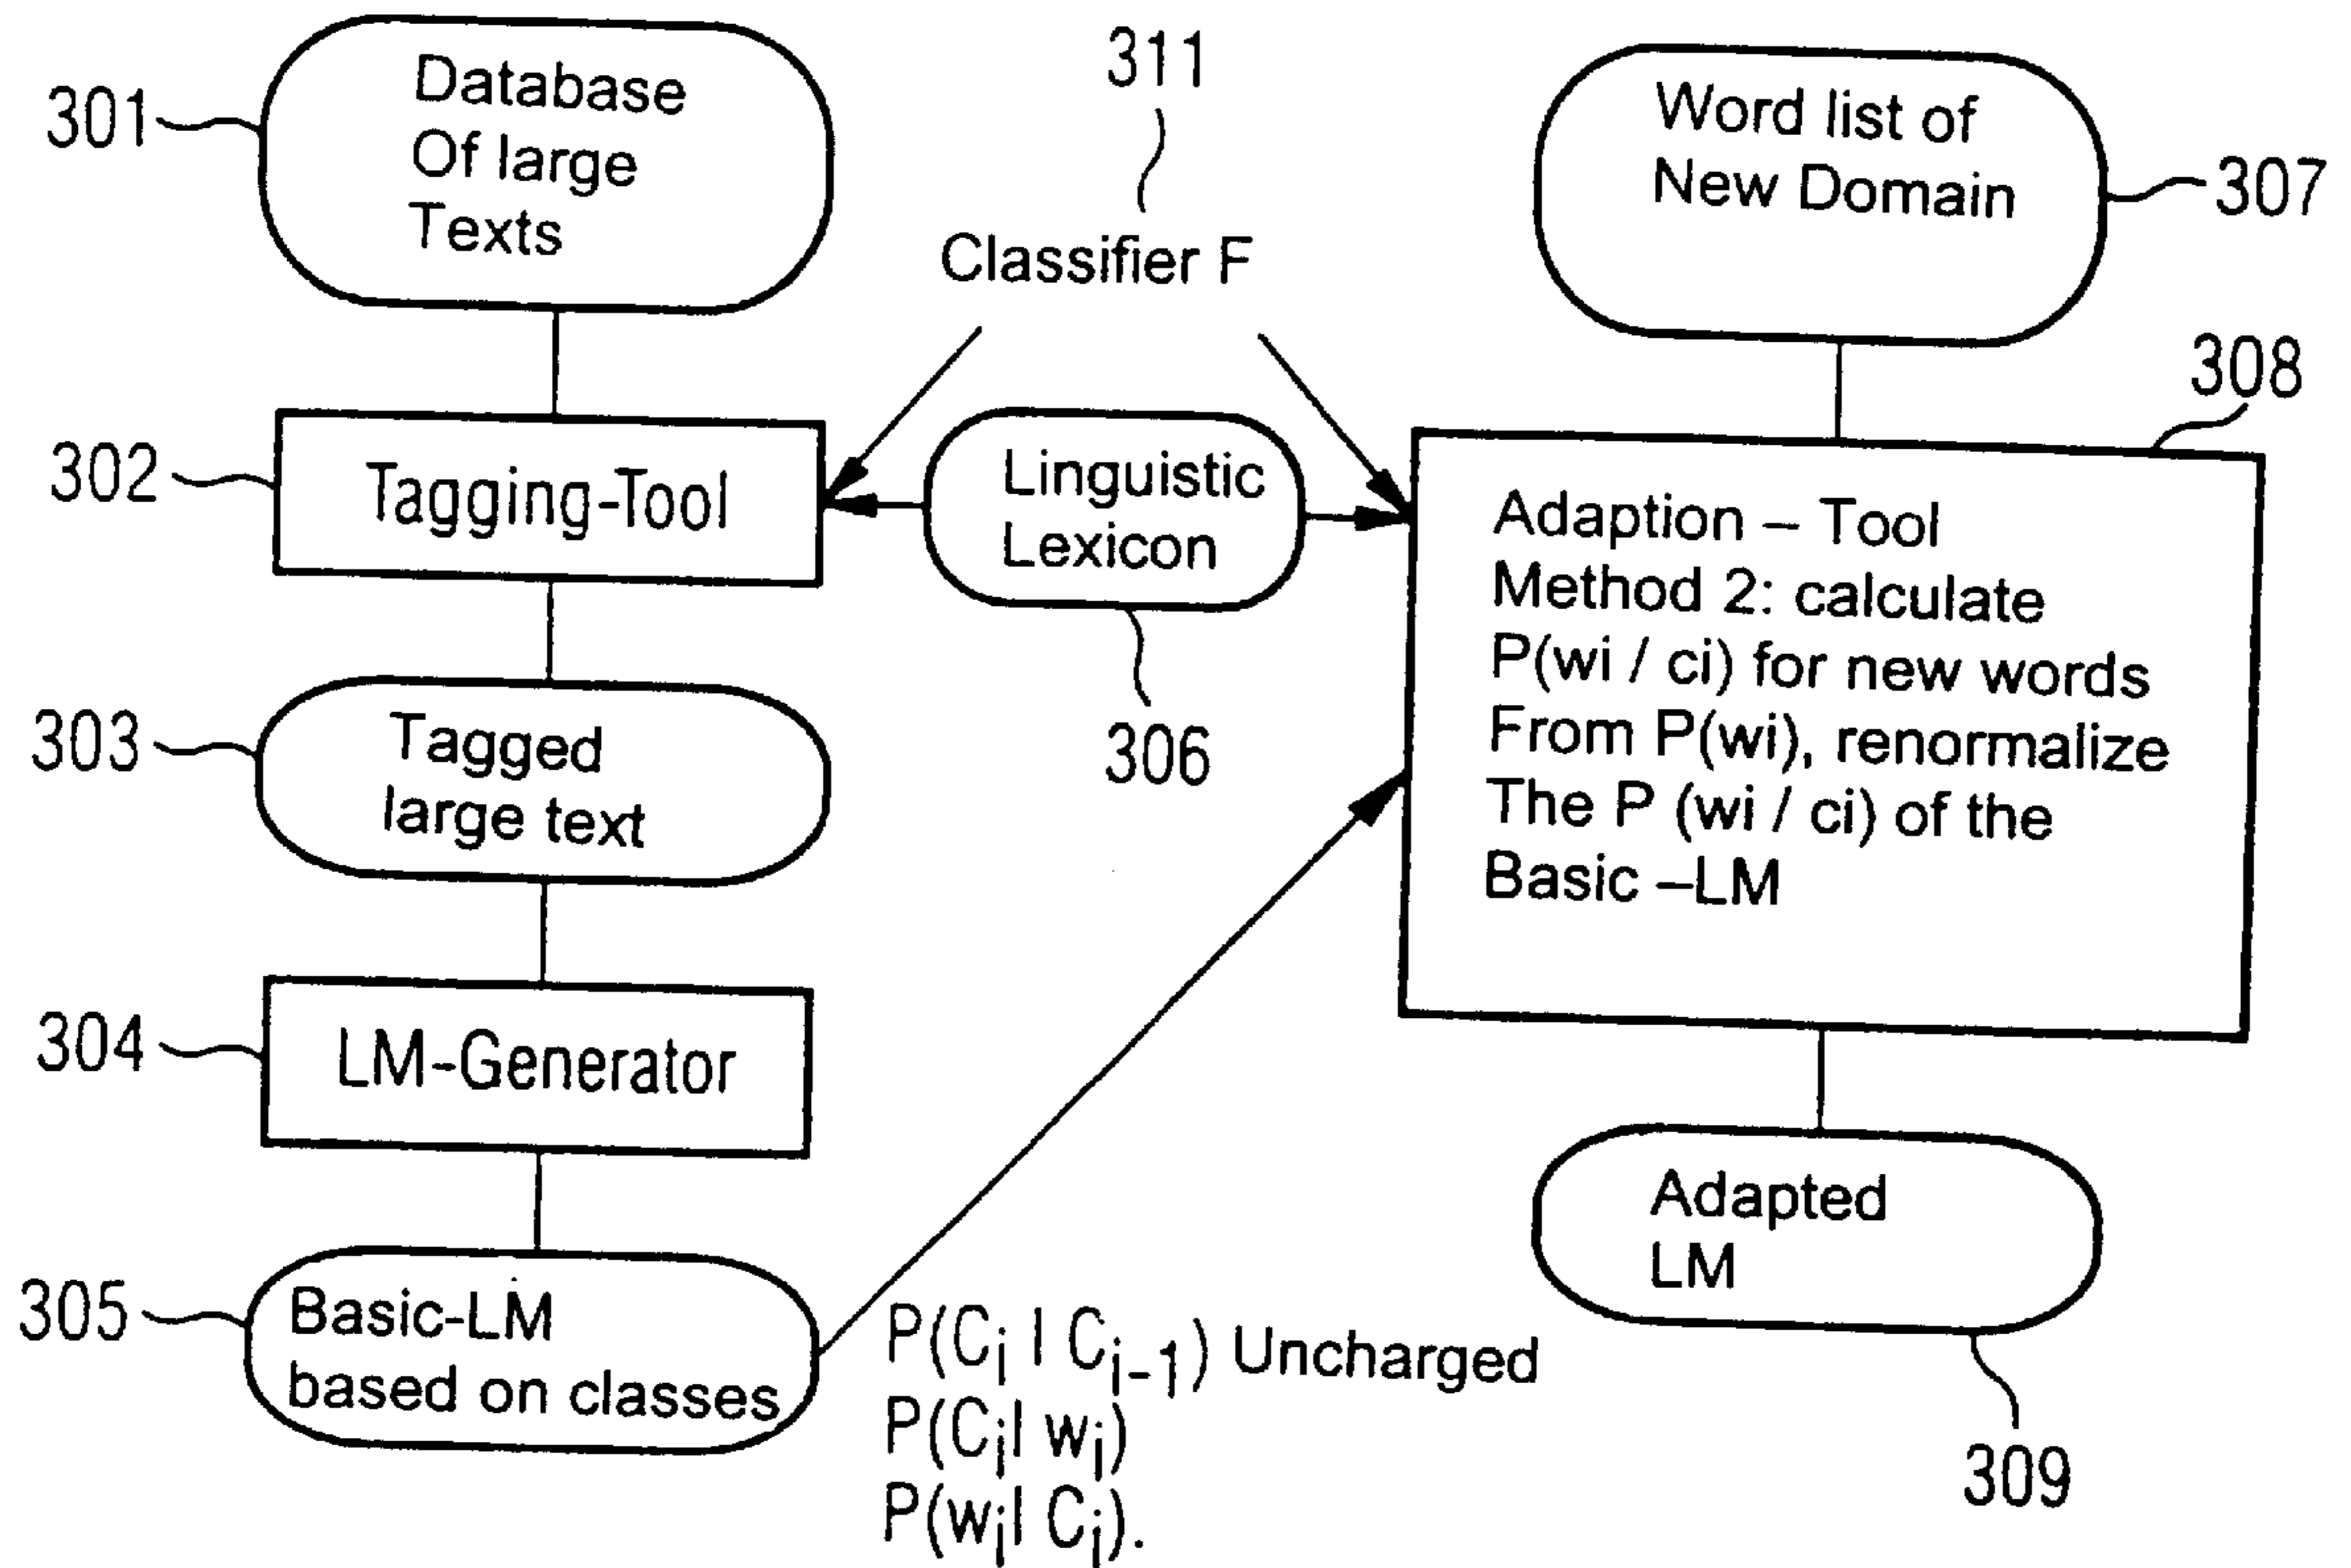 301
Database
Of large
Texts
311
Classifier F
Word list of
New Domain
307
302
Tagging-Tool
Linguistic
Lexicon
306
308
Adaption – Tool
Method 2: calculate
P(wi / ci) for new words
From P(wi), renormalize
The P (wi / ci) of the
Basic –LM
303
Tagged
large text
304
LM-Generator
305
Basic-LM
based on classes
P(Ci | Ci-1) Uncharged
P(Ci| wi)
P(wi| Ci).
Adapted
LM
309